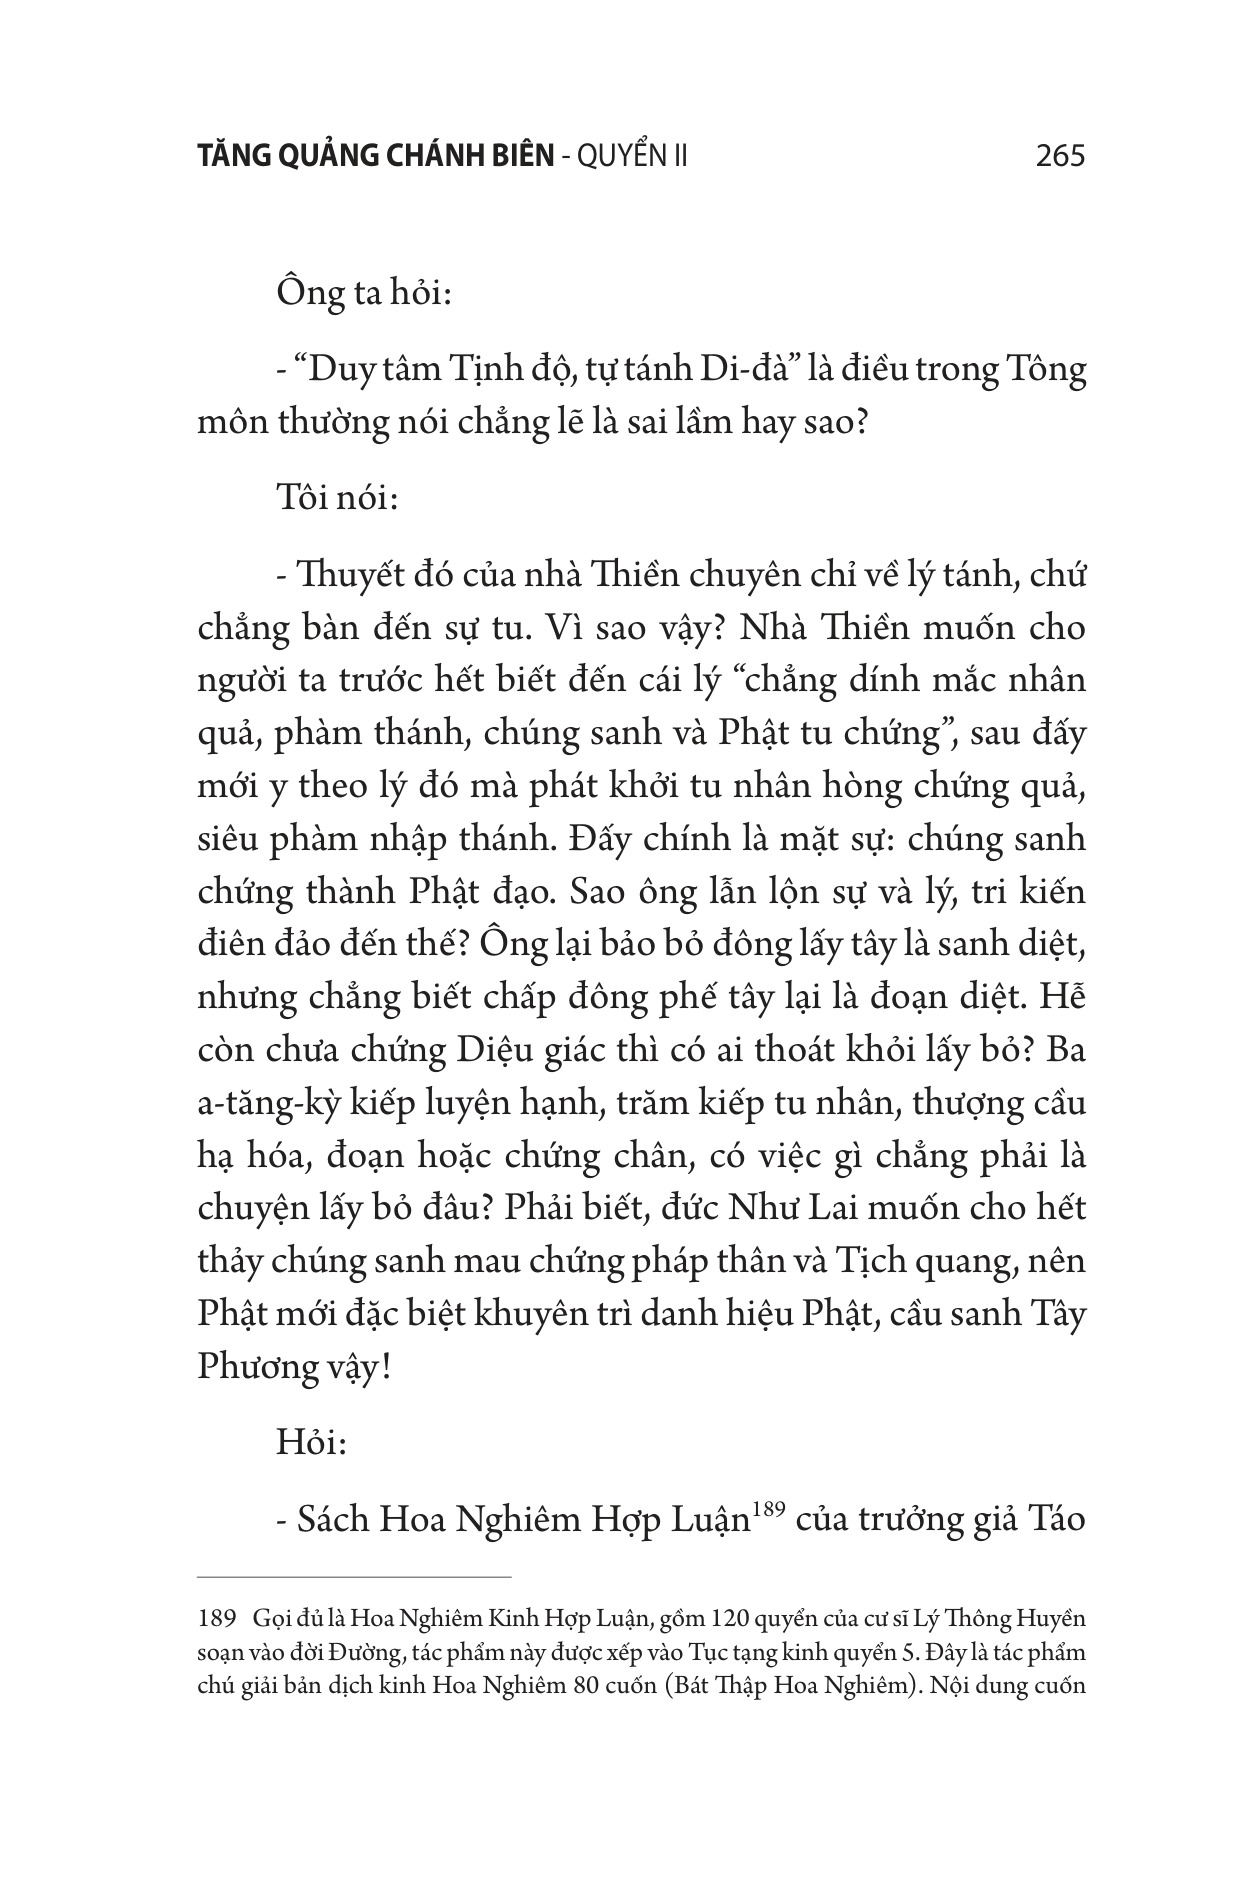 TĂNG QUẢNG CHÁNH BIÊN - QUYỂN II 265
Ông ta hỏi:
- “Duy tâm Tịnh độ, tự tánh Di-đà” là điều trong Tông
môn thường nói chẳng lẽ là sai lầm hay sao?
Tôi nói:
- Thuyết đó của nhà Thiền chuyên chỉ về lý tánh, chứ
chẳng bàn đến sự tu. Vì sao vậy? Nhà Thiền muốn cho
người ta trước hết biết đến cái lý “chẳng dính mắc nhân
quả, phàm thánh, chúng sanh và Phật tu chứng”, sau đấy
mới y theo lý đó mà phát khởi tu nhân hòng chứng quả,
siêu phàm nhập thánh. Đấy chính là mặt sự: chúng sanh
chứng thành Phật đạo. Sao ông lẫn lộn sự và lý, tri kiến
điên đảo đến thế? Ông lại bảo bỏ đông lấy tây là sanh diệt,
nhưng chẳng biết chấp đông phế tây lại là đoạn diệt. Hễ
còn chưa chứng Diệu giác thì có ai thoát khỏi lấy bỏ? Ba
a-tăng-kỳ kiếp luyện hạnh, trăm kiếp tu nhân, thượng cầu
hạ hóa, đoạn hoặc chứng chân, có việc gì chẳng phải là
chuyện lấy bỏ đâu? Phải biết, đức Như Lai muốn cho hết
thảy chúng sanh mau chứng pháp thân và Tịch quang, nên
Phật mới đặc biệt khuyên trì danh hiệu Phật, cầu sanh Tây
Phương vậy!
Hỏi:
- Sách Hoa Nghiêm Hợp Luận189 của trưởng giả Táo
189 Gọi đủ là Hoa Nghiêm Kinh Hợp Luận, gồm 120 quyển của cư sĩ Lý Thông Huyền
soạn vào đời Đường, tác phẩm này được xếp vào Tục tạng kinh quyển 5. Đây là tác phẩm
chú giải bản dịch kinh Hoa Nghiêm 80 cuốn (Bát Thập Hoa Nghiêm). Nội dung cuốn